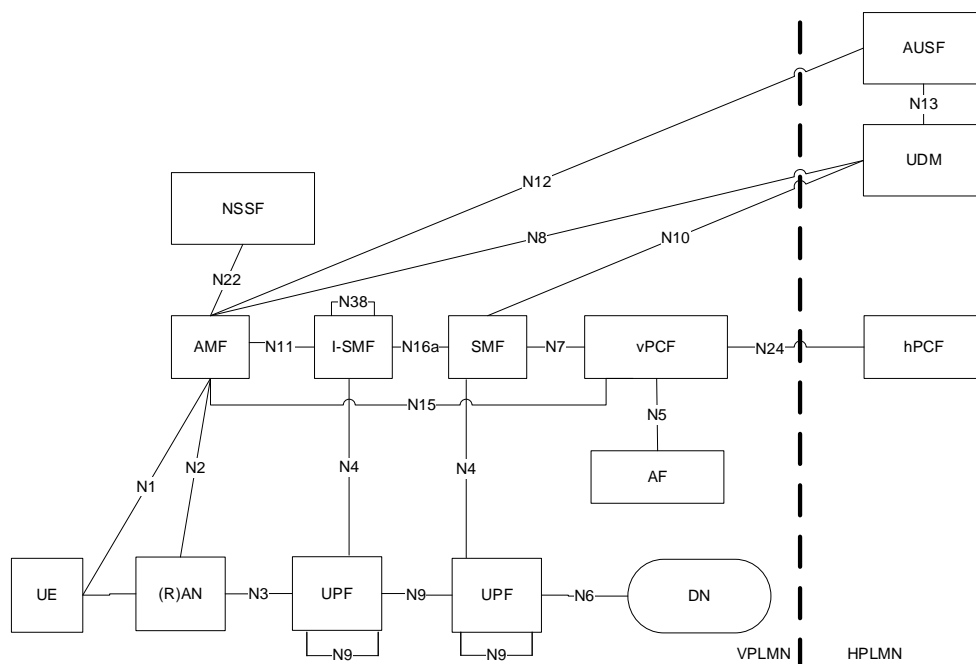 AUSF
N13
UDM
N12
NSSF
N8
N10
N22
N38
AMF
N11
I-SMF
N16a
SMF
N7
vPCF
N24
hPCF
N15
N5
N4
N4
N2
AF
N1
UE
(R)AN
N3
UPF
N9
UPF
N6
DN
N9
N9
VPLMN
HPLMN